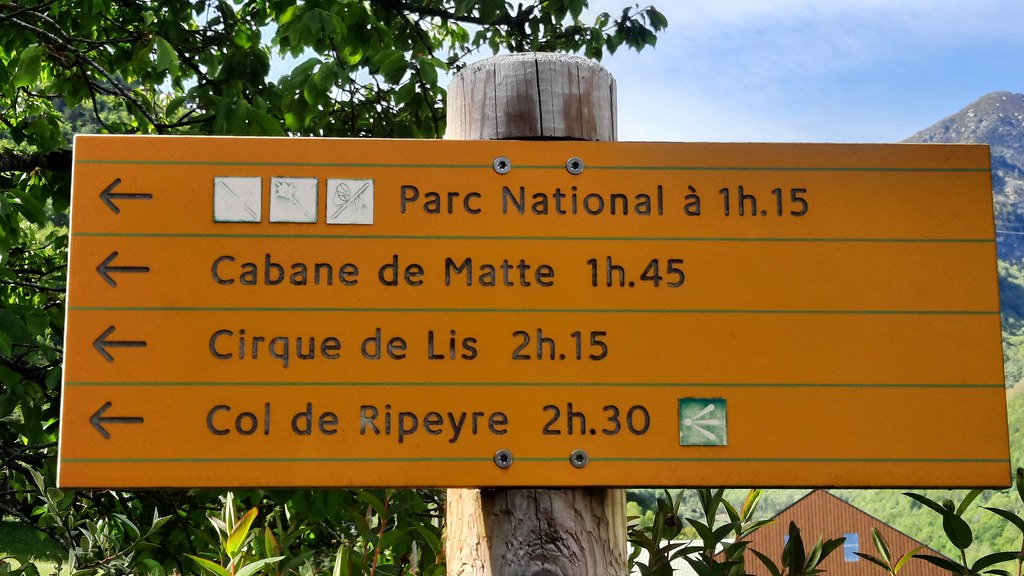 Parc National à 1h.15
Cabane de Matte 1h.45
Cirque de Lis 2h.15
Col de Ripeyre 2h.30